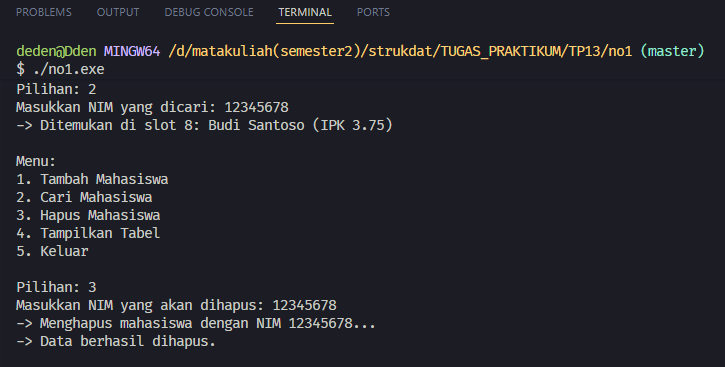 PROBLEMS OUTPUT DEBUG CONSOLE TERMINAL PORTS
deden@Dden MINGW64 /d/matakuliah(semester2)/strukdat/TUGAS_PRAKTIKUM/TP13/no1 (master)
$ ./no1.exe
Pilihan: 2
Masukkan NIM yang dicari: 12345678
-> Ditemukan di slot 8: Budi Santoso (IPK 3.75)
Menu:
1. Tambah Mahasiswa
2. Cari Mahasiswa
3. Hapus Mahasiswa
4. Tampilkan Tabel
5. Keluar
Pilihan: 3
Masukkan NIM yang akan dihapus: 12345678
-> Menghapus mahasiswa dengan NIM 12345678...
-> Data berhasil dihapus.